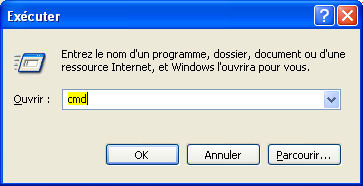 Exécuter
Entrez le nom d'un programme, dossier, document ou d'une
ressource Internet, et Windows l'ouvrira pour vous.
Ouvrir : cmd
OK Annuler Parcourir...